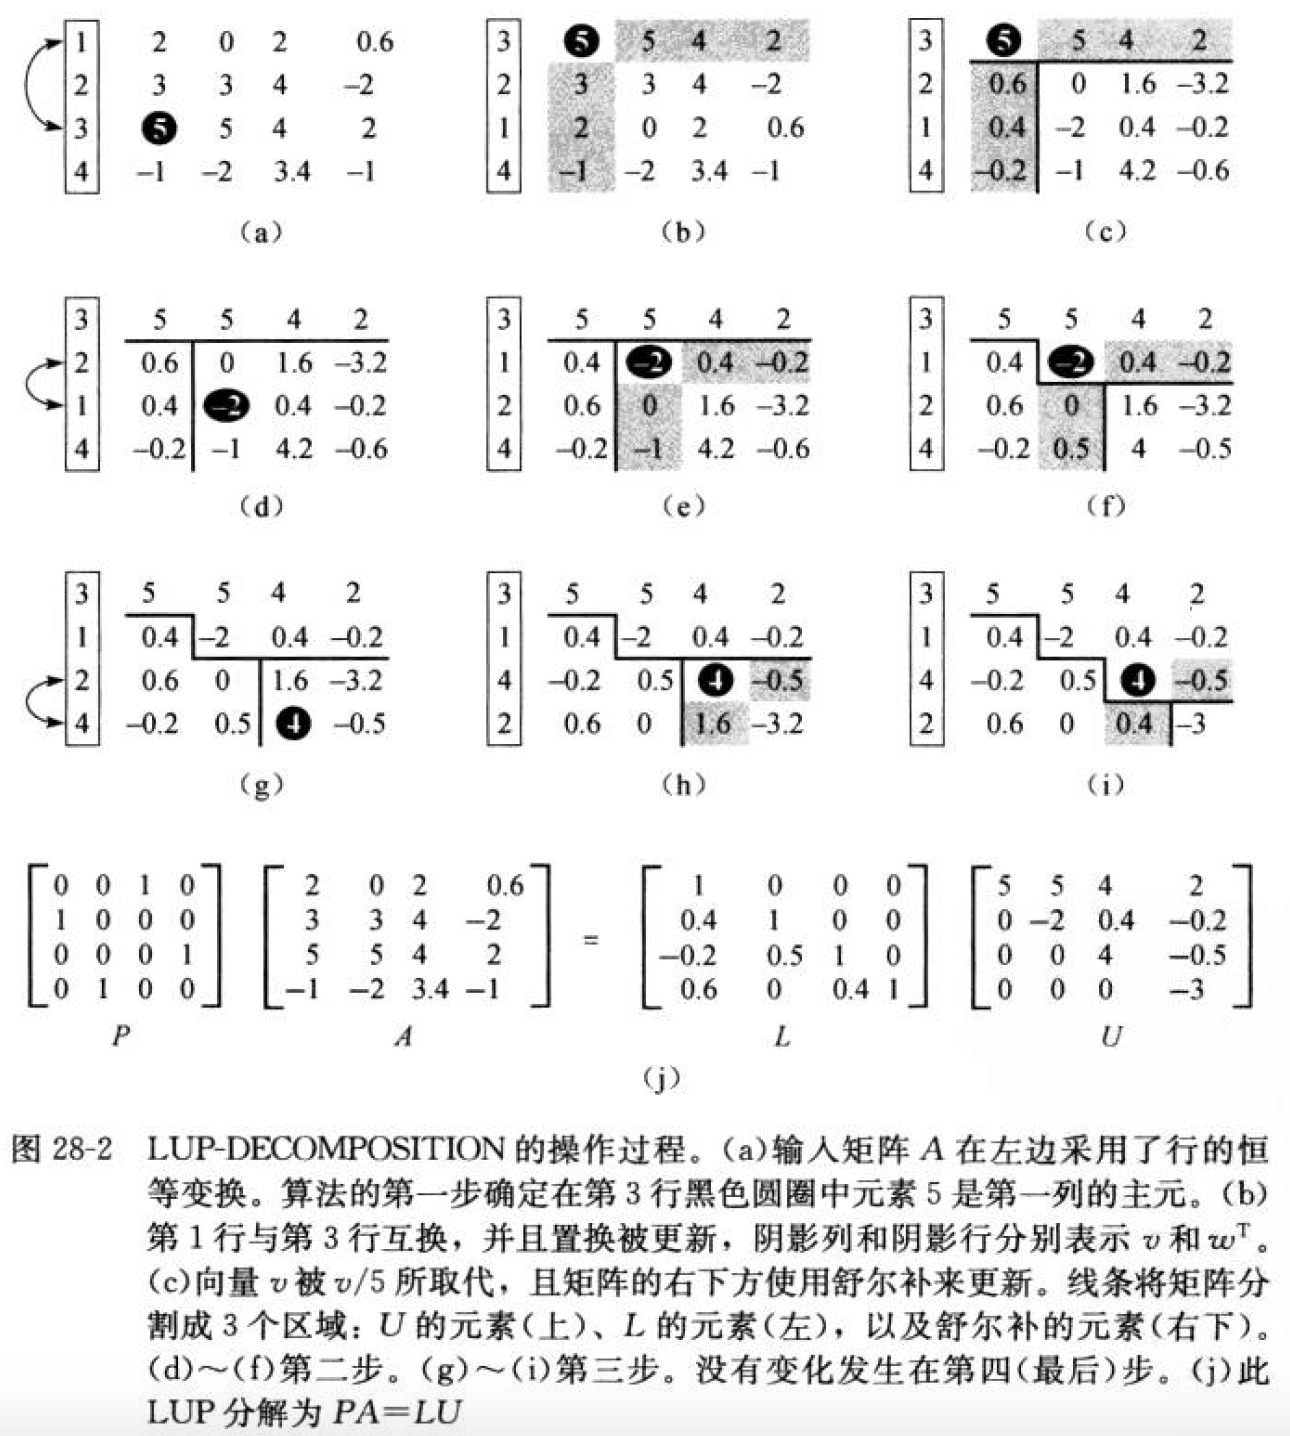 1 2 0 2 0.6
2 3 3 4 −2
3 5 5 4 2
4 −1 −2 3.4 −1
(a)
3 5 5 4 2
2 3 3 4 −2
1 2 0 2 0.6
4 −1 −2 3.4 −1
(b)
3 5 5 4 2
2 0.6 0 1.6 −3.2
1 0.4 −2 0.4 −0.2
4 −0.2 −1 4.2 −0.6
(c)
3 5 5 4 2
2 0.6 0 1.6 −3.2
1 0.4 −2 0.4 −0.2
4 −0.2 −1 4.2 −0.6
(d)
3 5 5 4 2
1 0.4 −2 0.4 −0.2
2 0.6 0 1.6 −3.2
4 −0.2 −1 4.2 −0.6
(e)
3 5 5 4 2
1 0.4 −2 0.4 −0.2
2 0.6 0 1.6 −3.2
4 −0.2 0.5 4 −0.5
(f)
3 5 5 4 2
1 0.4 −2 0.4 −0.2
2 0.6 0 1.6 −3.2
4 −0.2 0.5 4 −0.5
(g)
3 5 5 4 2
1 0.4 −2 0.4 −0.2
4 −0.2 0.5 4 −0.5
2 0.6 0 1.6 −3.2
(h)
3 5 5 4 2
1 0.4 −2 0.4 −0.2
4 −0.2 0.5 4 −0.5
2 0.6 0 0.4 −3
(i)
0 0 1 0
1 0 0 0
0 0 0 1
0 1 0 0
P
2 0 2 0.6
3 3 4 −2
5 5 4 2
−1 −2 3.4 −1
A
=
1 0 0 0
0.4 1 0 0
−0.2 0.5 1 0
0.6 0 0.4 1
L
5 5 4 2
0 −2 0.4 −0.2
0 0 4 −0.5
0 0 0 −3
U
(j)
图 28-2 LUP-DECOMPOSITION 的操作过程。(a)输入矩阵 A 在左边采用了行的恒
等变换。算法的第一步确定在第 3 行黑色圆圈中元素 5 是第一列的主元。(b)
第 1 行与第 3 行互换，并且置换被更新，阴影列和阴影行分别表示 v 和 wᵀ。
(c)向量 v 被 v/5 所取代，且矩阵的右下方使用舒尔补来更新。线条将矩阵分
割成 3 个区域：U 的元素(上)、L 的元素(左)，以及舒尔补的元素(右下)。
(d)～(f)第二步。(g)～(i)第三步。没有变化发生在第四(最后)步。(j)此
LUP 分解为 PA=LU